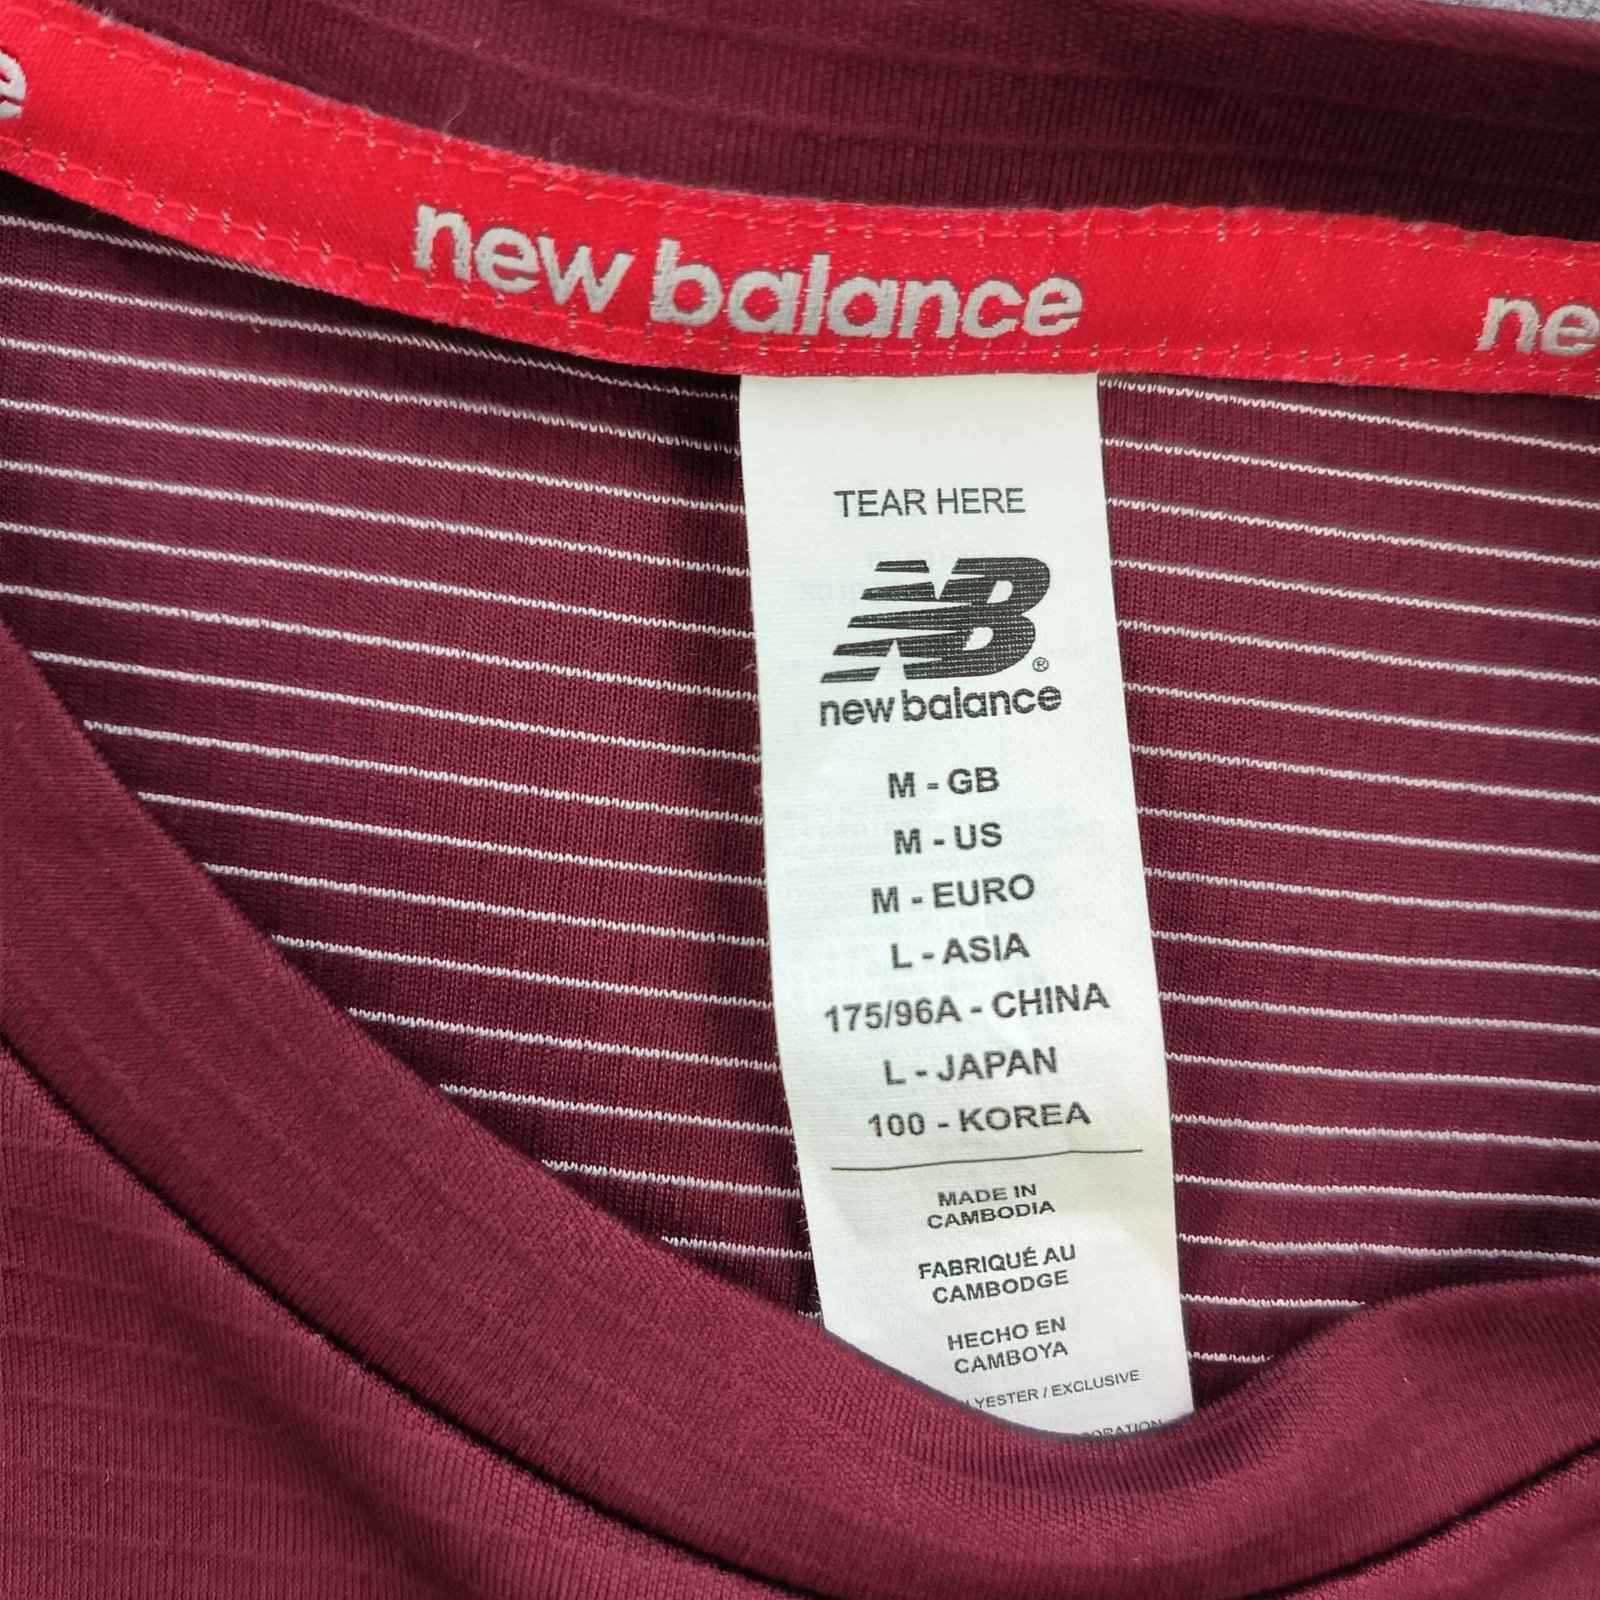 new balance
ne
TEAR HERE
NB
new balance
M - GB
M - US
M - EURO
L - ASIA
175/96A - CHINA
L - JAPAN
100 - KOREA
MADE IN
CAMBODIA
FABRIQUÉ AU
CAMBODGE
HECHO EN
CAMBOYA
YESTER / EXCLUSIVE